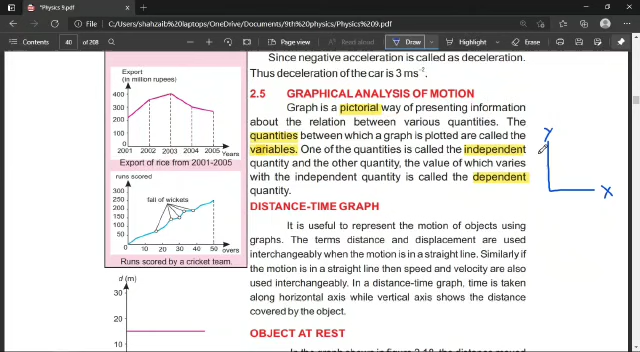 *Physics 9.pdf
C:/Users/shahzaib%20laptops/OneDrive/Documents/9th%20physics/Physics%209.pdf
Contents
40
of 208
Page view
Read aloud
Draw
Highlight
Erase
Since negative acceleration is called as deceleration.
Thus deceleration of the car is 3 ms⁻²
Export
(in million rupees)
400
300
200
100
0
2001 2002 2003 2004 2005
Years
Export of rice from 2001-2005
runs scored
300
250
200
150
100
50
0
fall of wickets
10 20 30 40 50 overs
Runs scored by a cricket team.
d (m)
30
20
10
2.5 GRAPHICAL ANALYSIS OF MOTION
Graph is a pictorial way of presenting information
about the relation between various quantities. The
quantities between which a graph is plotted are called the
variables. One of the quantities is called the independent
quantity and the other quantity, the value of which varies
with the independent quantity is called the dependent
quantity.
DISTANCE-TIME GRAPH
It is useful to represent the motion of objects using
graphs. The terms distance and displacement are used
interchangeably when the motion is in a straight line. Similarly if
the motion is in a straight line then speed and velocity are also
used interchangeably. In a distance-time graph, time is taken
along horizontal axis while vertical axis shows the distance
covered by the object.
OBJECT AT REST
Y
X